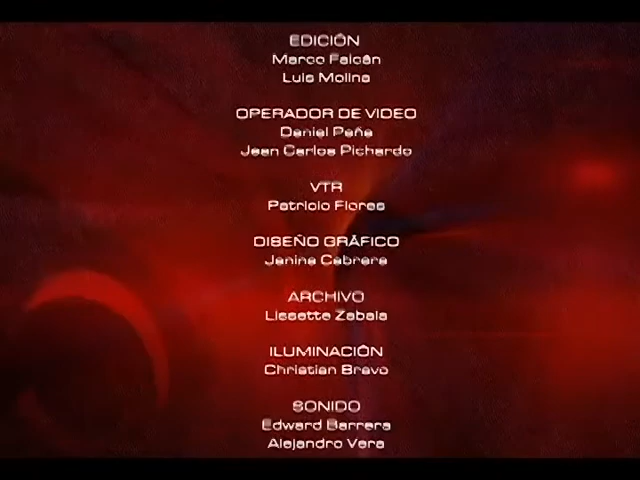 EDICIÓN
Marco Falcán
Luis Molina
OPERADOR DE VIDEO
Daniel Peña
Jean Carlos Pichardo
VTR
Patricio Flores
DISEÑO GRÁFICO
Janina Cabrera
ARCHIVO
Lissette Zabala
ILUMINACIÓN
Christian Bravo
SONIDO
Edward Barrera
Alejandro Vera